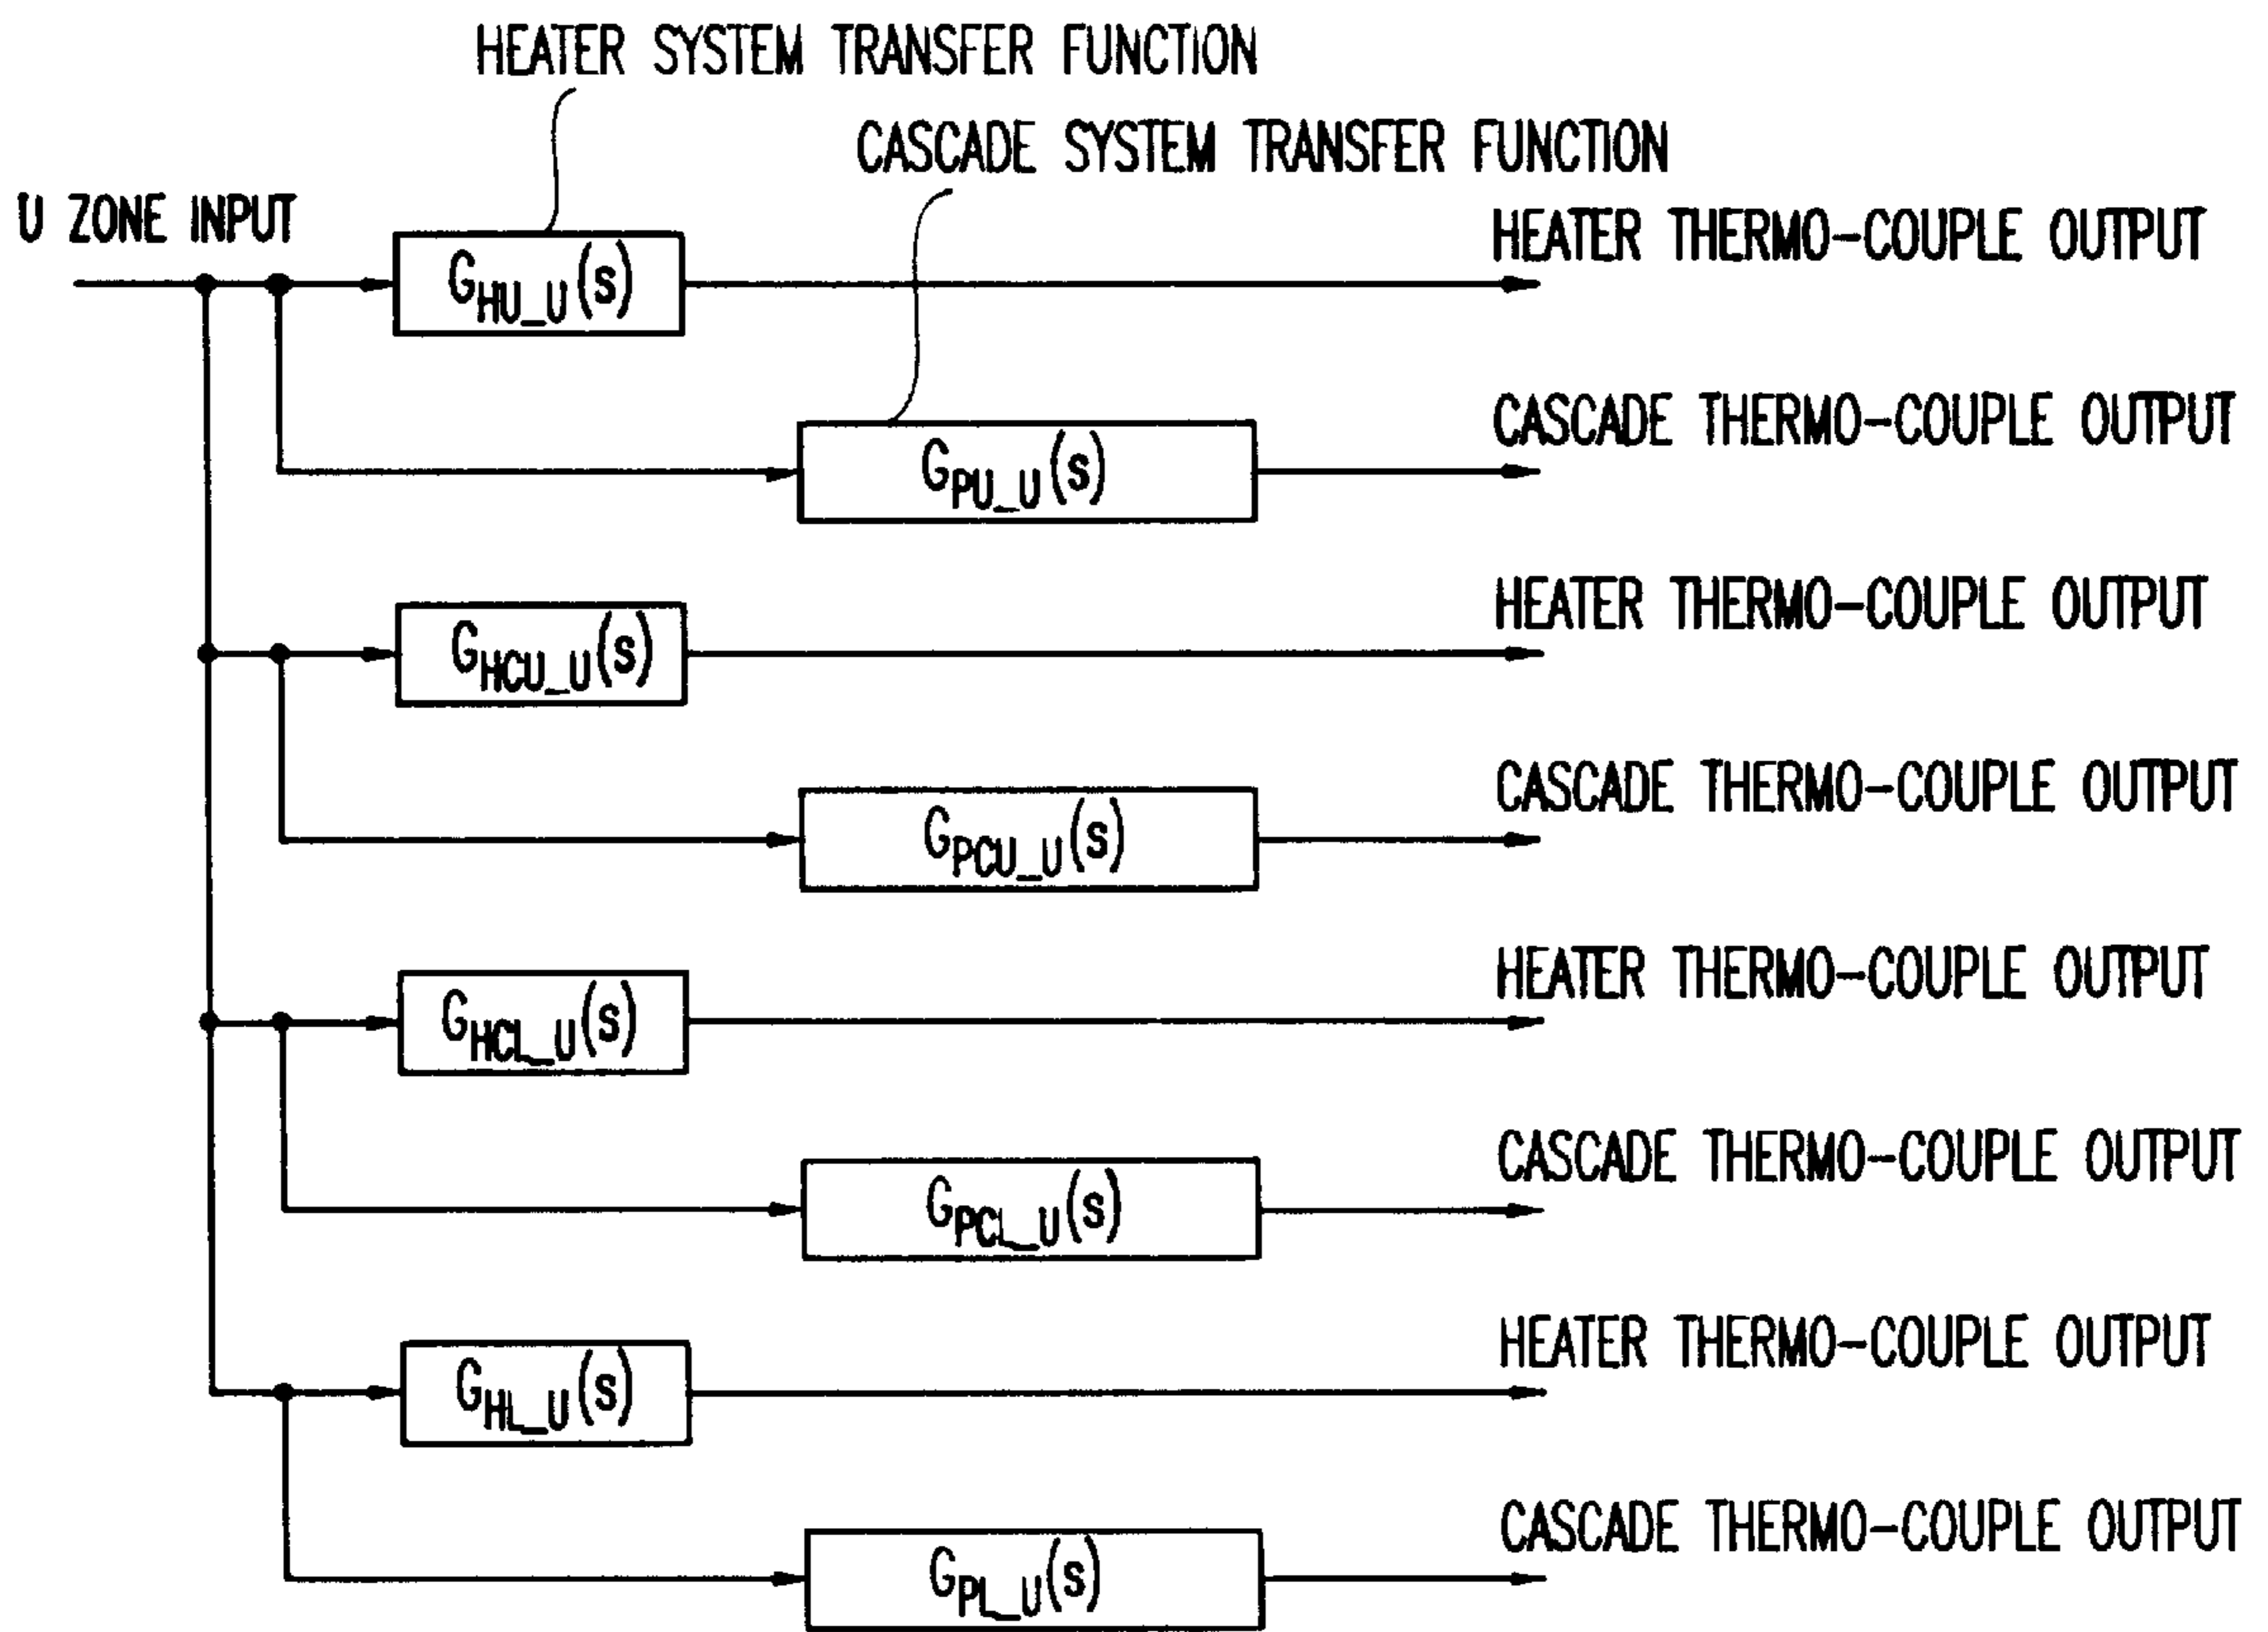 HEATER SYSTEM TRANSFER FUNCTION
CASCADE SYSTEM TRANSFER FUNCTION
U ZONE INPUT
G_HU_U(s)
HEATER THERMO-COUPLE OUTPUT
G_PU_U(s)
CASCADE THERMO-COUPLE OUTPUT
G_HCU_U(s)
HEATER THERMO-COUPLE OUTPUT
G_PCU_U(s)
CASCADE THERMO-COUPLE OUTPUT
G_HCL_U(s)
HEATER THERMO-COUPLE OUTPUT
G_PCL_U(s)
CASCADE THERMO-COUPLE OUTPUT
G_HL_U(s)
HEATER THERMO-COUPLE OUTPUT
G_PL_U(s)
CASCADE THERMO-COUPLE OUTPUT